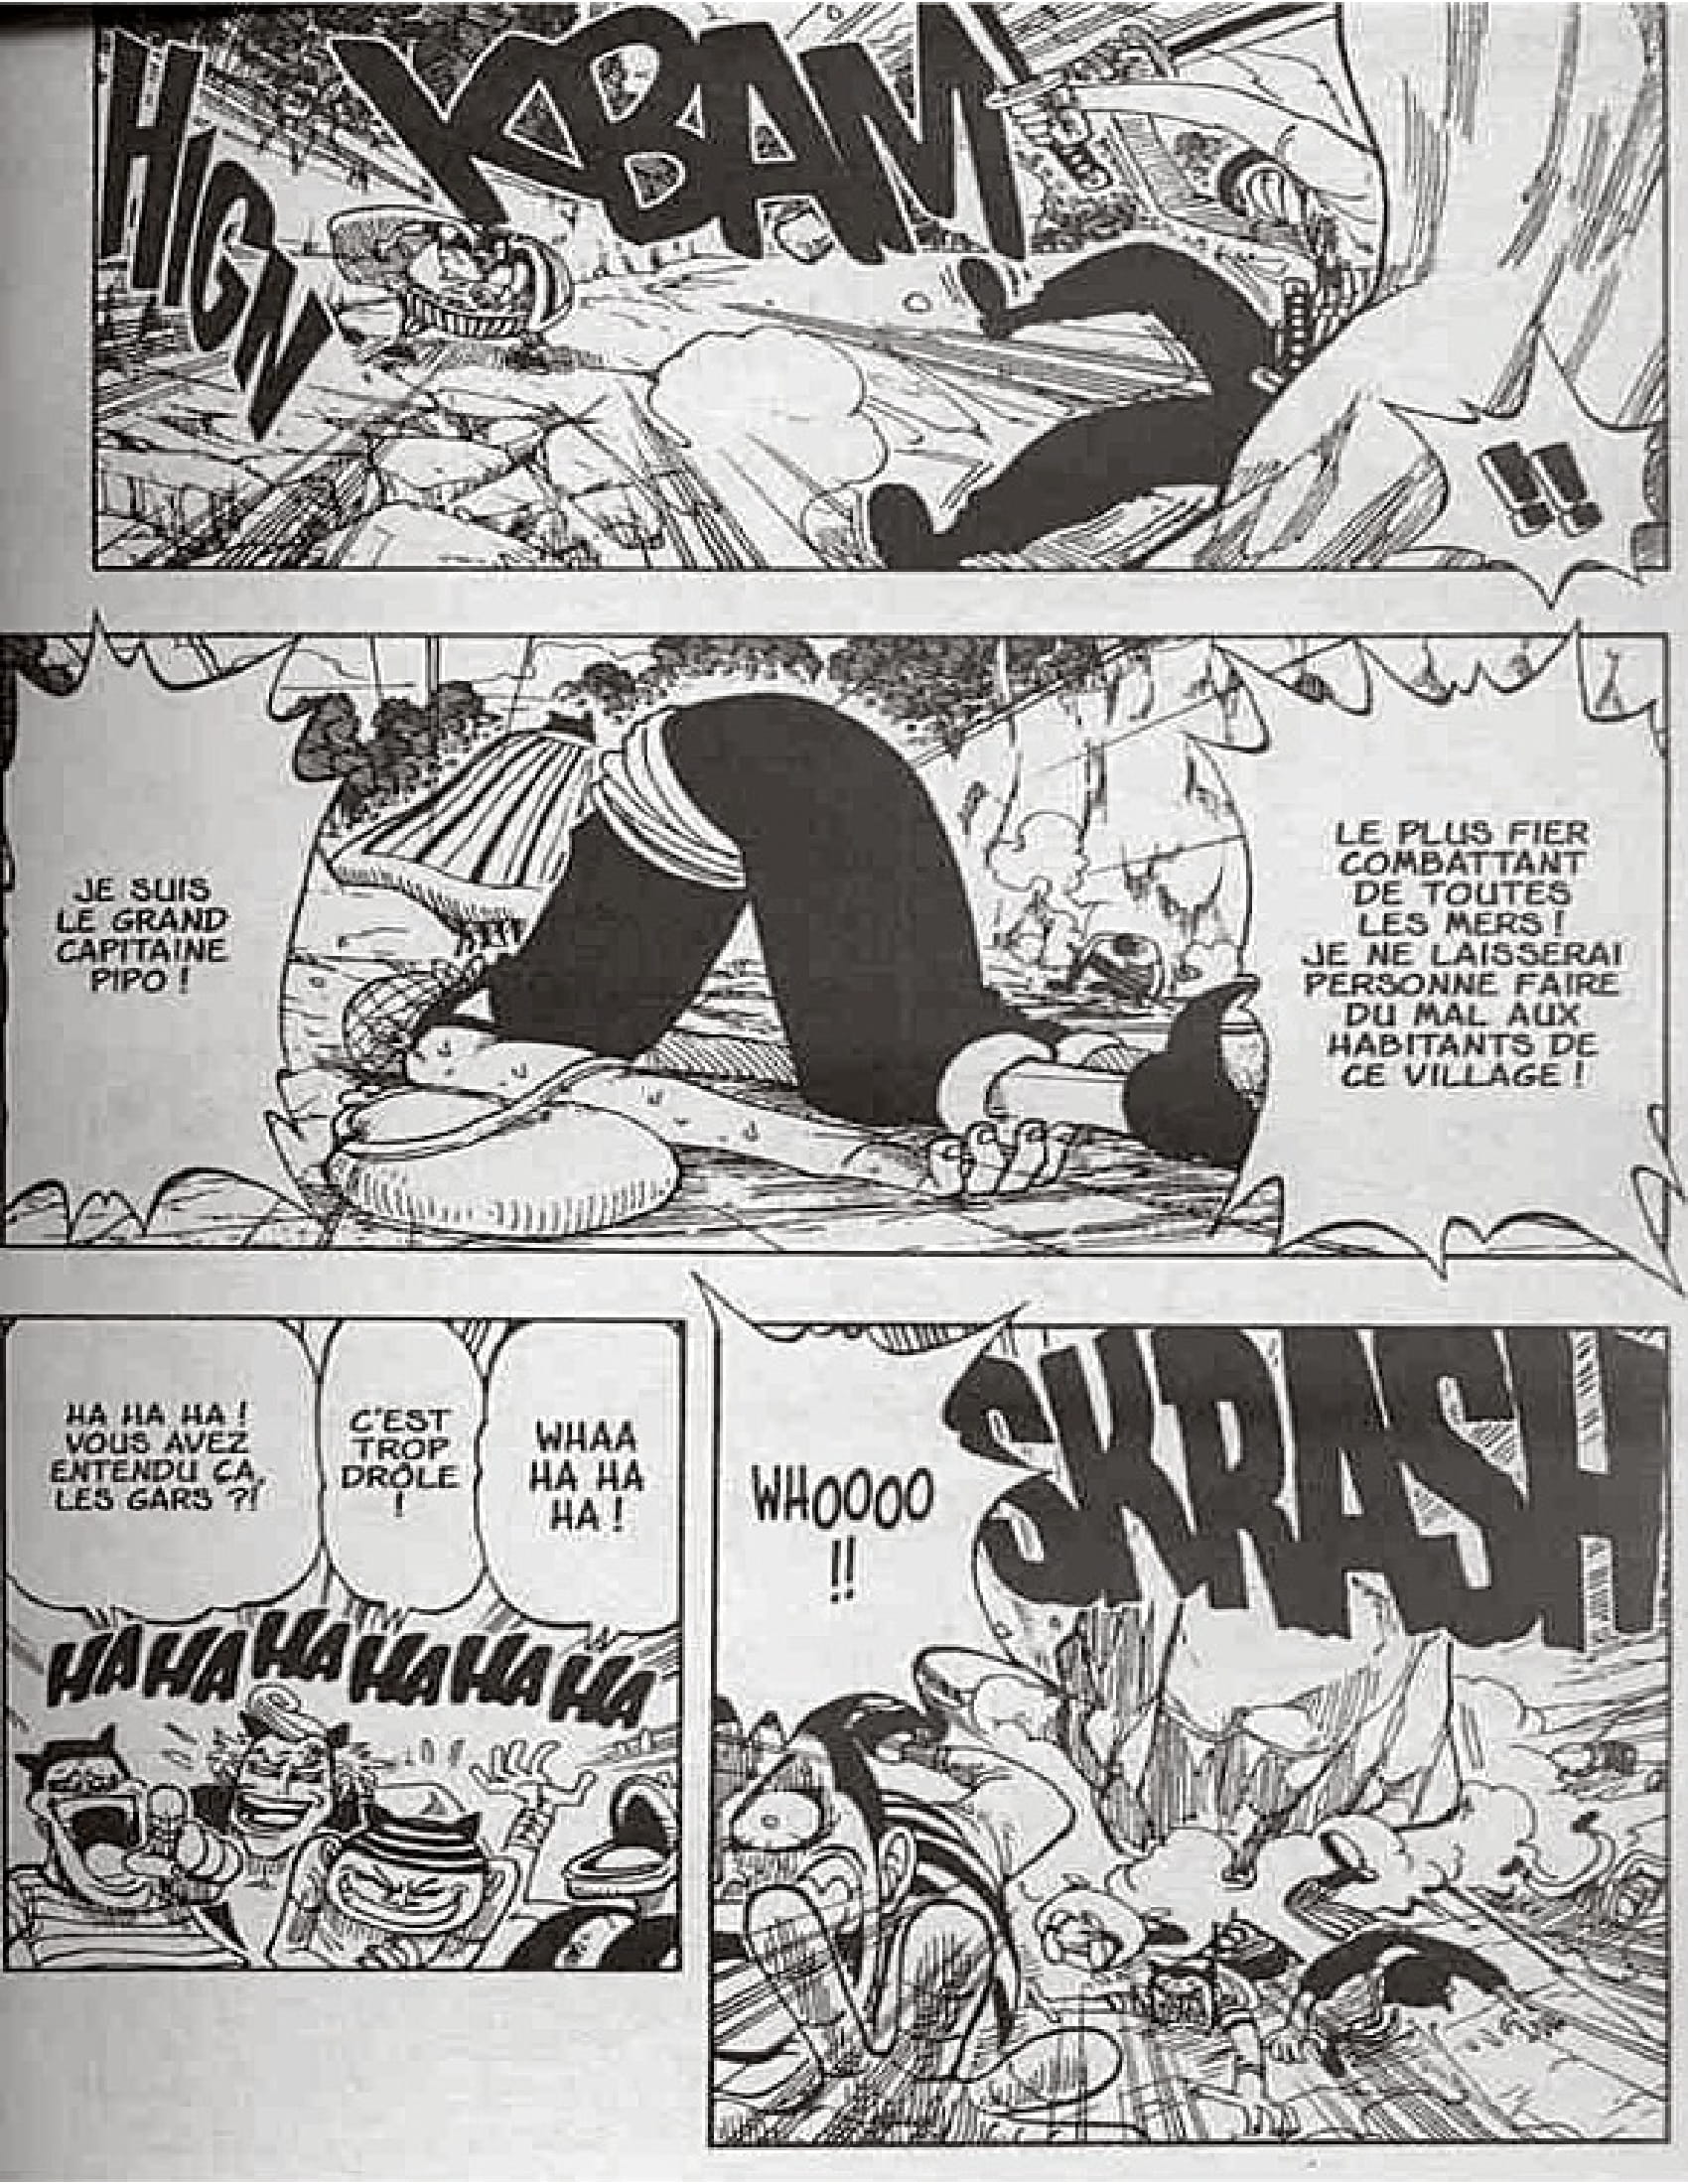 HIGN
KBAM
!!
LE PLUS FIER
COMBATTANT
DE TOUTES
LES MERS !
JE NE LAISSERAI
PERSONNE FAIRE
DU MAL AUX
HABITANTS DE
CE VILLAGE !
JE SUIS
LE GRAND
CAPITAINE
PIPO !
SKRASH
WHOOOO
!!
WHAA
HA HA
HA !
C'EST
TROP
DRÔLE
!
HA HA HA !
VOUS AVEZ
ENTENDU ÇA,
LES GARS ?!
HA HA HA HA HA HA